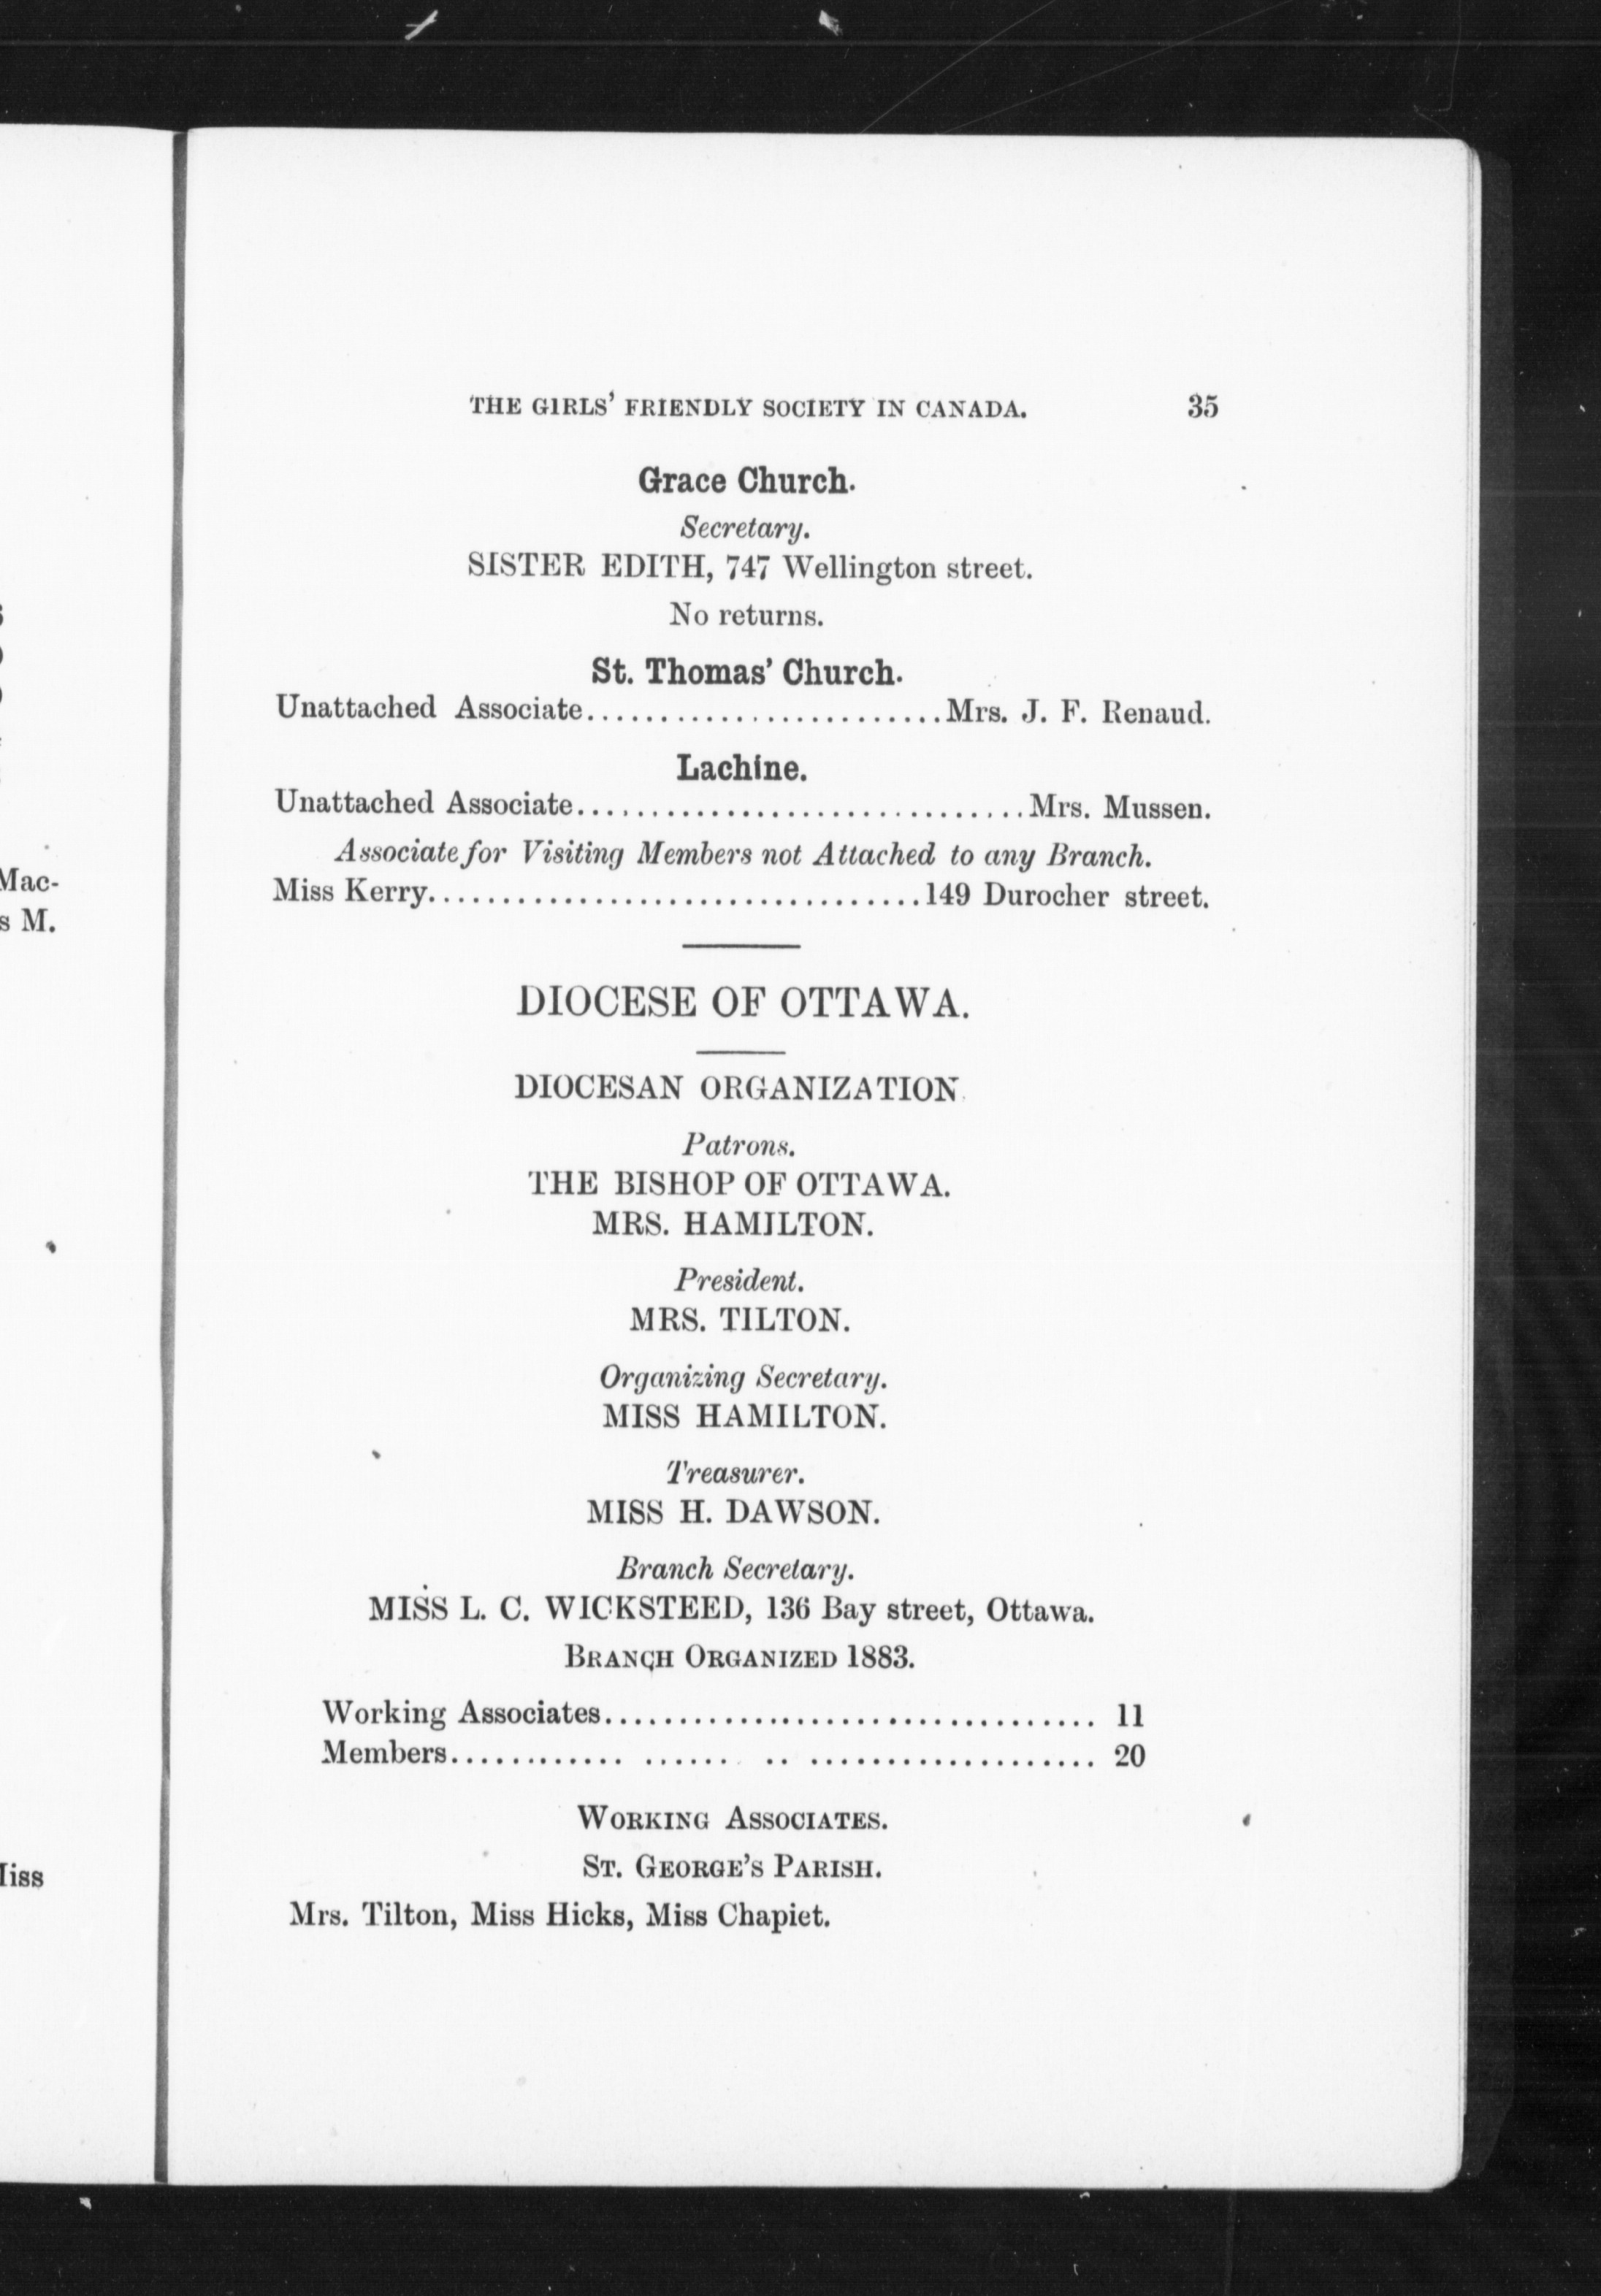 THE GIRLS' FRIENDLY SOCIETY IN CANADA. 35
Grace Church.
Secretary.
SISTER EDITH, 747 Wellington street.
No returns.
St. Thomas' Church.
Unattached Associate........................Mrs. J. F. Renaud.
Lachine.
Unattached Associate..............................Mrs. Mussen.
Associate for Visiting Members not Attached to any Branch.
Miss Kerry.................................149 Durocher street.
DIOCESE OF OTTAWA.
DIOCESAN ORGANIZATION.
Patrons.
THE BISHOP OF OTTAWA.
MRS. HAMILTON.
President.
MRS. TILTON.
Organizing Secretary.
MISS HAMILTON.
Treasurer.
MISS H. DAWSON.
Branch Secretary.
MISS L. C. WICKSTEED, 136 Bay street, Ottawa.
BRANCH ORGANIZED 1883.
Working Associates................................. 11
Members............ ...... .. ................... 20
WORKING ASSOCIATES.
ST. GEORGE'S PARISH.
Mrs. Tilton, Miss Hicks, Miss Chapiet.
Mac-
s M.